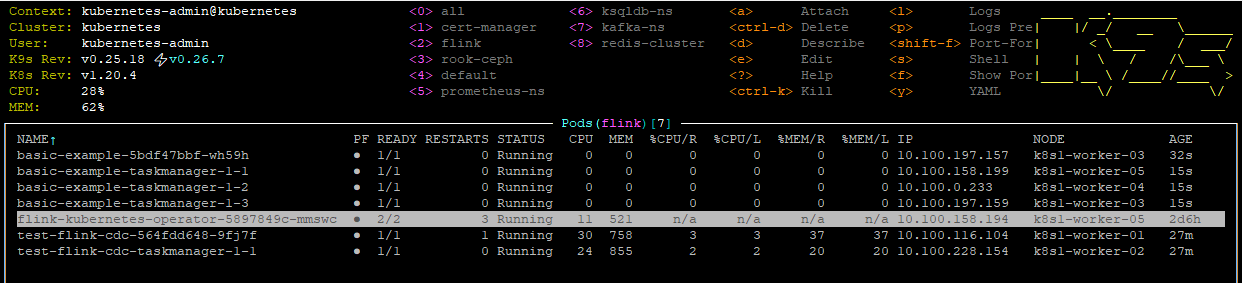 Context: kubernetes-admin@kubernetes <0> all <6> ksqldb-ns <a> Attach <l> Logs
Cluster: kubernetes <1> cert-manager <7> kafka-ns <ctrl-d> Delete <p> Logs Pre
User: kubernetes-admin <2> flink <8> redis-cluster <d> Describe <shift-f> Port-For
K9s Rev: v0.25.18 ⚡v0.26.7 <3> rook-ceph <e> Edit <s> Shell
K8s Rev: v1.20.4 <4> default <?> Help <f> Show Por
CPU: 28% <5> prometheus-ns <ctrl-k> Kill <y> YAML
MEM: 62%
Pods(flink)[7]
NAME↑ PF READY RESTARTS STATUS CPU MEM %CPU/R %CPU/L %MEM/R %MEM/L IP NODE AGE
basic-example-5bdf47bbf-wh59h ● 1/1 0 Running 0 0 0 0 0 0 10.100.197.157 k8sl-worker-03 32s
basic-example-taskmanager-1-1 ● 1/1 0 Running 0 0 0 0 0 0 10.100.158.199 k8sl-worker-05 15s
basic-example-taskmanager-1-2 ● 1/1 0 Running 0 0 0 0 0 0 10.100.0.233 k8sl-worker-04 15s
basic-example-taskmanager-1-3 ● 1/1 0 Running 0 0 0 0 0 0 10.100.197.159 k8sl-worker-03 15s
flink-kubernetes-operator-5897849c-mmswc ● 2/2 3 Running 11 521 n/a n/a n/a n/a 10.100.158.194 k8sl-worker-05 2d6h
test-flink-cdc-564fdd648-9fj7f ● 1/1 1 Running 30 758 3 3 37 37 10.100.116.104 k8sl-worker-01 27m
test-flink-cdc-taskmanager-1-1 ● 1/1 0 Running 24 855 2 2 20 20 10.100.228.154 k8sl-worker-02 27m